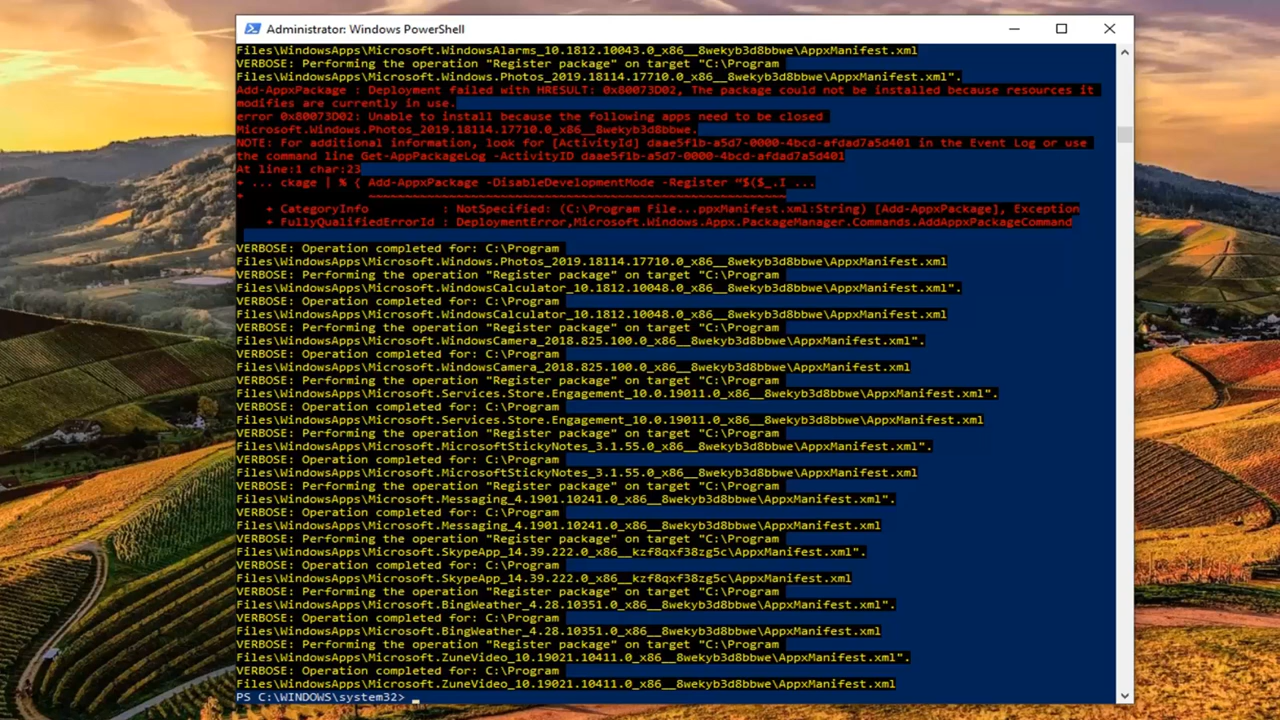 Administrator: Windows PowerShell
Files\WindowsApps\Microsoft.WindowsAlarms_10.1812.10043.0_x86__8wekyb3d8bbwe\AppxManifest.xml
VERBOSE: Performing the operation "Register package" on target "C:\Program
Files\WindowsApps\Microsoft.Windows.Photos_2019.18114.17710.0_x86__8wekyb3d8bbwe\AppxManifest.xml".
Add-AppxPackage : Deployment failed with HRESULT: 0x80073D02, The package could not be installed because resources it
modifies are currently in use.
error 0x80073D02: Unable to install because the following apps need to be closed
Microsoft.Windows.Photos_2019.18114.17710.0_x86__8wekyb3d8bbwe.
NOTE: For additional information, look for [ActivityId] daae5f1b-a5d7-0000-4bcd-afdad7a5d401 in the Event Log or use
the command line Get-AppPackageLog -ActivityID daae5f1b-a5d7-0000-4bcd-afdad7a5d401
At line:1 char:23
+ ... ckage | % { Add-AppxPackage -DisableDevelopmentMode -Register “$($_.I ...
+ ~~~~~~~~~~~~~~~~~~~~~~~~~~~~~~~~~~~~~~~~~~~~~~~~~~~~~~~~~
+ CategoryInfo : NotSpecified: (C:\Program File...ppxManifest.xml:String) [Add-AppxPackage], Exception
+ FullyQualifiedErrorId : DeploymentError,Microsoft.Windows.Appx.PackageManager.Commands.AddAppxPackageCommand
VERBOSE: Operation completed for: C:\Program
Files\WindowsApps\Microsoft.Windows.Photos_2019.18114.17710.0_x86__8wekyb3d8bbwe\AppxManifest.xml
VERBOSE: Performing the operation "Register package" on target "C:\Program
Files\WindowsApps\Microsoft.WindowsCalculator_10.1812.10048.0_x86__8wekyb3d8bbwe\AppxManifest.xml".
VERBOSE: Operation completed for: C:\Program
Files\WindowsApps\Microsoft.WindowsCalculator_10.1812.10048.0_x86__8wekyb3d8bbwe\AppxManifest.xml
VERBOSE: Performing the operation "Register package" on target "C:\Program
Files\WindowsApps\Microsoft.WindowsCamera_2018.825.100.0_x86__8wekyb3d8bbwe\AppxManifest.xml".
VERBOSE: Operation completed for: C:\Program
Files\WindowsApps\Microsoft.WindowsCamera_2018.825.100.0_x86__8wekyb3d8bbwe\AppxManifest.xml
VERBOSE: Performing the operation "Register package" on target "C:\Program
Files\WindowsApps\Microsoft.Services.Store.Engagement_10.0.19011.0_x86__8wekyb3d8bbwe\AppxManifest.xml".
VERBOSE: Operation completed for: C:\Program
Files\WindowsApps\Microsoft.Services.Store.Engagement_10.0.19011.0_x86__8wekyb3d8bbwe\AppxManifest.xml
VERBOSE: Performing the operation "Register package" on target "C:\Program
Files\WindowsApps\Microsoft.MicrosoftStickyNotes_3.1.55.0_x86__8wekyb3d8bbwe\AppxManifest.xml".
VERBOSE: Operation completed for: C:\Program
Files\WindowsApps\Microsoft.MicrosoftStickyNotes_3.1.55.0_x86__8wekyb3d8bbwe\AppxManifest.xml
VERBOSE: Performing the operation "Register package" on target "C:\Program
Files\WindowsApps\Microsoft.Messaging_4.1901.10241.0_x86__8wekyb3d8bbwe\AppxManifest.xml".
VERBOSE: Operation completed for: C:\Program
Files\WindowsApps\Microsoft.Messaging_4.1901.10241.0_x86__8wekyb3d8bbwe\AppxManifest.xml
VERBOSE: Performing the operation "Register package" on target "C:\Program
Files\WindowsApps\Microsoft.SkypeApp_14.39.222.0_x86__kzf8qxf38zg5c\AppxManifest.xml".
VERBOSE: Operation completed for: C:\Program
Files\WindowsApps\Microsoft.SkypeApp_14.39.222.0_x86__kzf8qxf38zg5c\AppxManifest.xml
VERBOSE: Performing the operation "Register package" on target "C:\Program
Files\WindowsApps\Microsoft.BingWeather_4.28.10351.0_x86__8wekyb3d8bbwe\AppxManifest.xml".
VERBOSE: Operation completed for: C:\Program
Files\WindowsApps\Microsoft.BingWeather_4.28.10351.0_x86__8wekyb3d8bbwe\AppxManifest.xml
VERBOSE: Performing the operation "Register package" on target "C:\Program
Files\WindowsApps\Microsoft.ZuneVideo_10.19021.10411.0_x86__8wekyb3d8bbwe\AppxManifest.xml".
VERBOSE: Operation completed for: C:\Program
Files\WindowsApps\Microsoft.ZuneVideo_10.19021.10411.0_x86__8wekyb3d8bbwe\AppxManifest.xml
PS C:\WINDOWS\system32> _